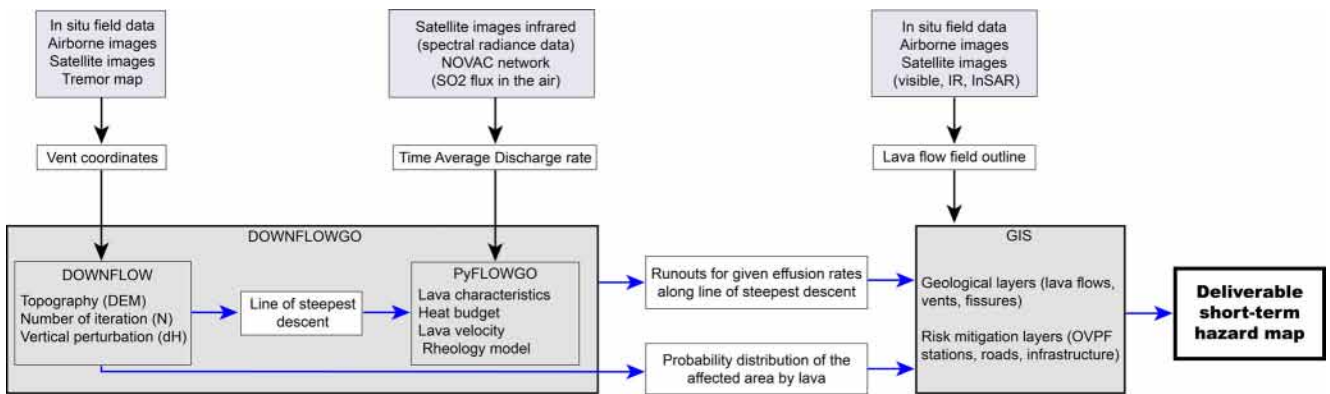 In situ field data
Airborne images
Satellite images
Tremor map
Satellite images infrared
(spectral radiance data)
NOVAC network
(SO2 flux in the air)
In situ field data
Airborne images
Satellite images
(visible, IR, InSAR)
Vent coordinates
Time Average Discharge rate
Lava flow field outline
DOWNFLOWGO
DOWNFLOW
Topography (DEM)
Number of iteration (N)
Vertical perturbation (dH)
Line of steepest
descent
PyFLOWGO
Lava characteristics
Heat budget
Lava velocity
Rheology model
Runouts for given effusion rates
along line of steepest descent
Probability distribution of the
affected area by lava
GIS
Geological layers (lava flows,
vents, fissures)
Risk mitigation layers (OVPF
stations, roads, infrastructure)
Deliverable
short-term
hazard map